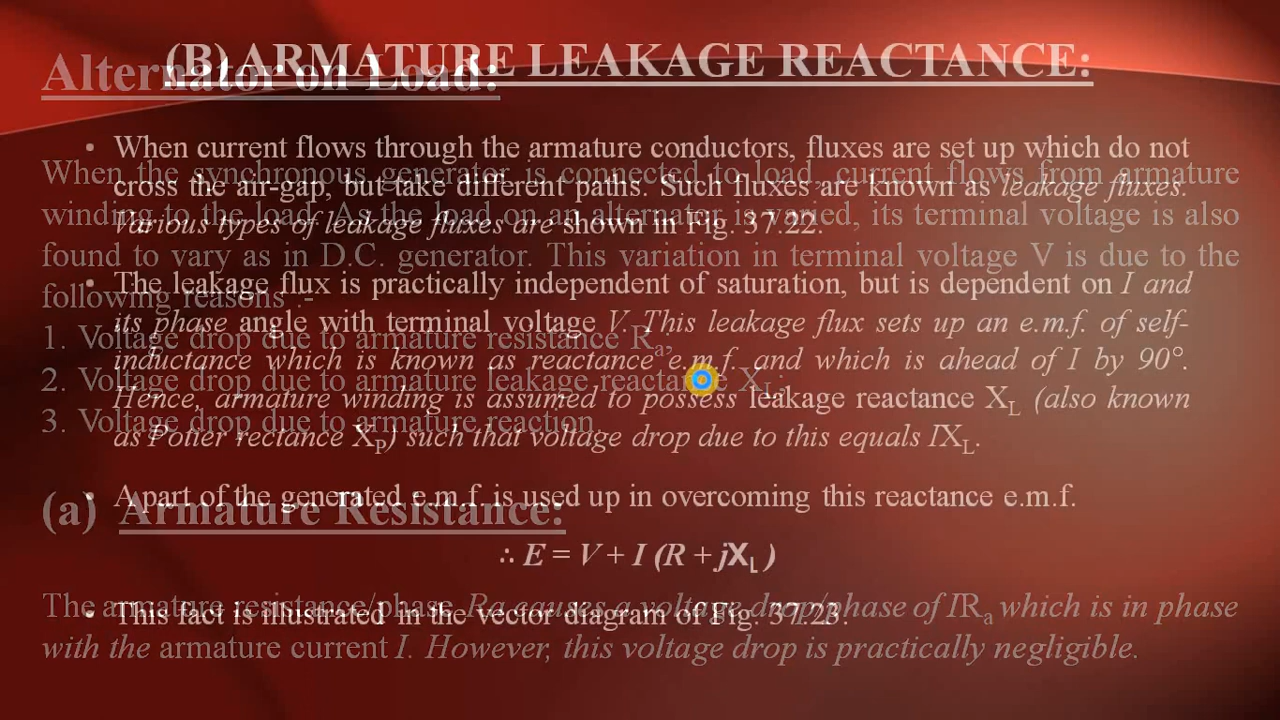 (B) ARMATURE LEAKAGE REACTANCE:
• When current flows through the armature conductors, fluxes are set up which do not
cross the air-gap, but take different paths. Such fluxes are known as leakage fluxes.
Various types of leakage fluxes are shown in Fig. 37.22.
• The leakage flux is practically independent of saturation, but is dependent on I and
its phase angle with terminal voltage V. This leakage flux sets up an e.m.f. of self-
inductance which is known as reactance e.m.f. and which is ahead of I by 90°.
Hence, armature winding is assumed to possess leakage reactance XL (also known
as Potier rectance XP) such that voltage drop due to this equals IXL.
• A part of the generated e.m.f. is used up in overcoming this reactance e.m.f.
∴ E = V + I (R + jXL )
• This fact is illustrated in the vector diagram of Fig. 37.23.
Alternator on Load:
When the synchronous generator is connected to load, current flows from armature
winding to the load. As the load on an alternator is varied, its terminal voltage is also
found to vary as in D.C. generator. This variation in terminal voltage V is due to the
following reasons :-
1. Voltage drop due to armature resistance Ra,
2. Voltage drop due to armature leakage reactance XL,
3. Voltage drop due to armature reaction.
(a) Armature Resistance:
The armature resistance/phase Ra causes a voltage drop/phase of IRa which is in phase
with the armature current I. However, this voltage drop is practically negligible.